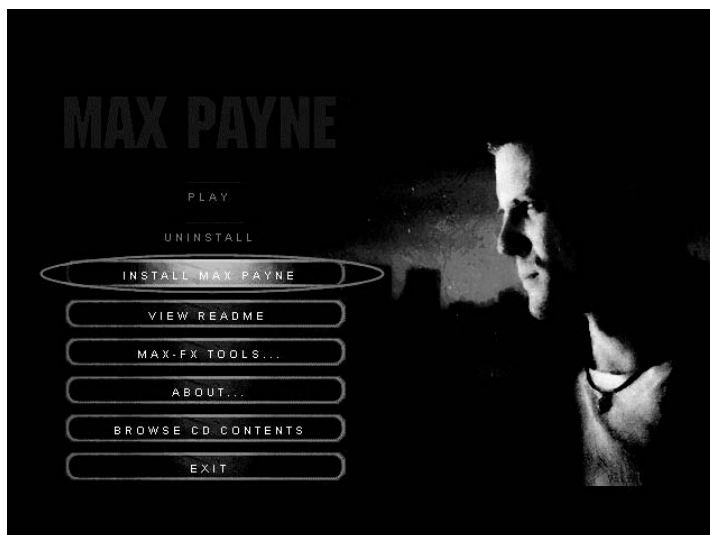 MAX PAYNE
PLAY
UNINSTALL
INSTALL MAX PAYNE
VIEW README
MAX-FX TOOLS...
ABOUT...
BROWSE CD CONTENTS
EXIT